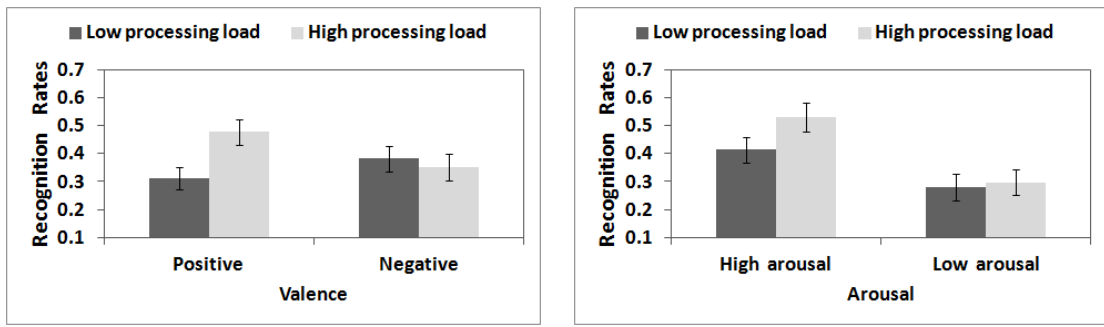 Low processing load High processing load
Recognition Rates
0.7
0.6
0.5
0.4
0.3
0.2
0.1
Positive Negative
Valence
Low processing load High processing load
Recognition Rates
0.7
0.6
0.5
0.4
0.3
0.2
0.1
High arousal Low arousal
Arousal